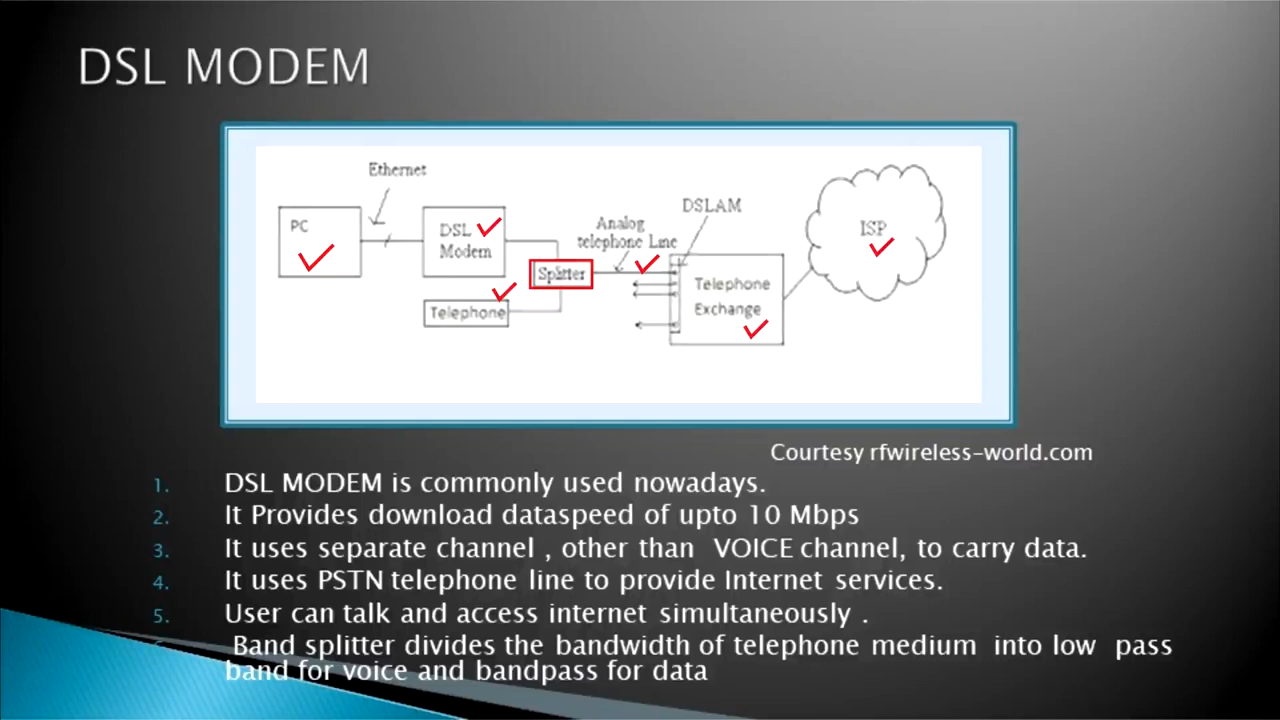 DSL MODEM
Ethernet
DSLAM
PC
DSL
Modem
Analog
telephone Line
ISP
Splitter
Telephone
Telephone
Exchange
Courtesy rfwireless-world.com
1. DSL MODEM is commonly used nowadays.
2. It Provides download dataspeed of upto 10 Mbps
3. It uses separate channel , other than VOICE channel, to carry data.
4. It uses PSTN telephone line to provide Internet services.
5. User can talk and access internet simultaneously .
Band splitter divides the bandwidth of telephone medium into low pass
band for voice and bandpass for data